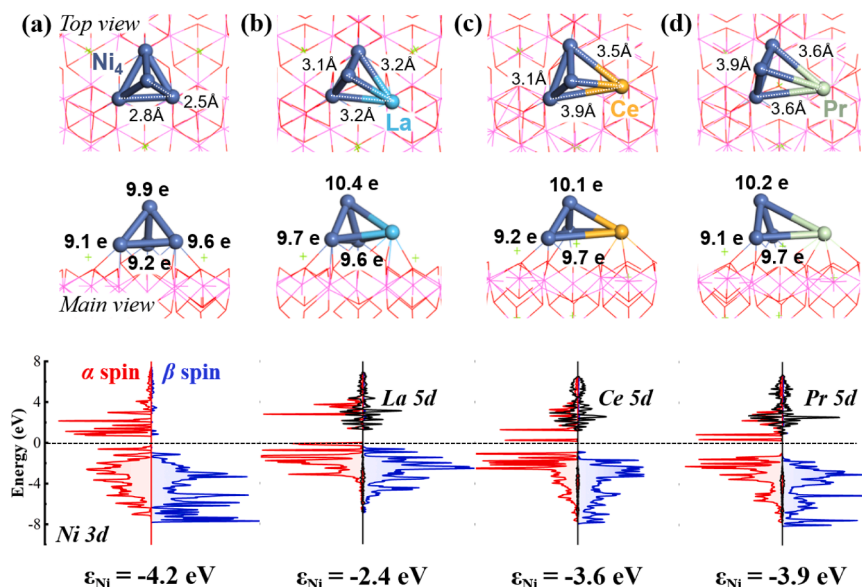 (a) Top view (b) (c) (d)
Ni4
2.5Å
2.8Å
3.1Å 3.2Å
3.2Å
La
3.5Å
3.1Å
3.9Å
Ce
3.6Å
3.9Å
3.6Å
Pr
9.9 e 10.4 e 10.1 e 10.2 e
9.1 e 9.6 e 9.7 e 9.2 e 9.1 e
9.2 e 9.6 e 9.7 e 9.7 e
Main view
8
4
0
-4
-8
Energy (eV)
α spin β spin
La 5d
Ce 5d
Pr 5d
Ni 3d
εNi = -4.2 eV εNi = -2.4 eV εNi = -3.6 eV εNi = -3.9 eV